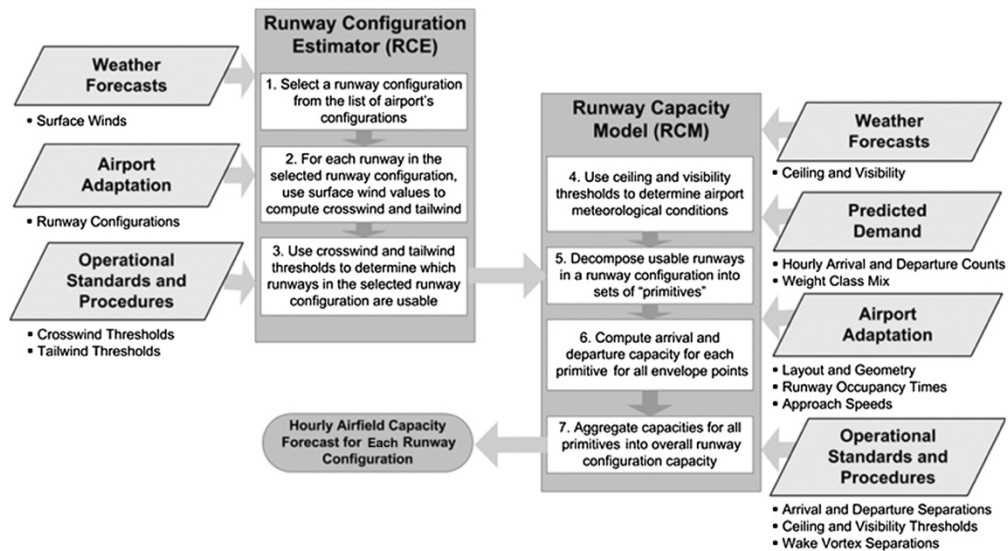 Runway Configuration
Estimator (RCE)
Weather
Forecasts
▪ Surface Winds
Airport
Adaptation
▪ Runway Configurations
Operational
Standards and
Procedures
▪ Crosswind Thresholds
▪ Tailwind Thresholds
1. Select a runway configuration
from the list of airport's
configurations
2. For each runway in the
selected runway configuration,
use surface wind values to
compute crosswind and tailwind
3. Use crosswind and tailwind
thresholds to determine which
runways in the selected runway
configuration are usable
Runway Capacity
Model (RCM)
4. Use ceiling and visibility
thresholds to determine airport
meteorological conditions
5. Decompose usable runways
in a runway configuration into
sets of “primitives”
6. Compute arrival and
departure capacity for each
primitive for all envelope points
7. Aggregate capacities for all
primitives into overall runway
configuration capacity
Weather
Forecasts
▪ Ceiling and Visibility
Predicted
Demand
▪ Hourly Arrival and Departure Counts
▪ Weight Class Mix
Airport
Adaptation
▪ Layout and Geometry
▪ Runway Occupancy Times
▪ Approach Speeds
Operational
Standards and
Procedures
▪ Arrival and Departure Separations
▪ Ceiling and Visibility Thresholds
▪ Wake Vortex Separations
Hourly Airfield Capacity
Forecast for Each Runway
Configuration